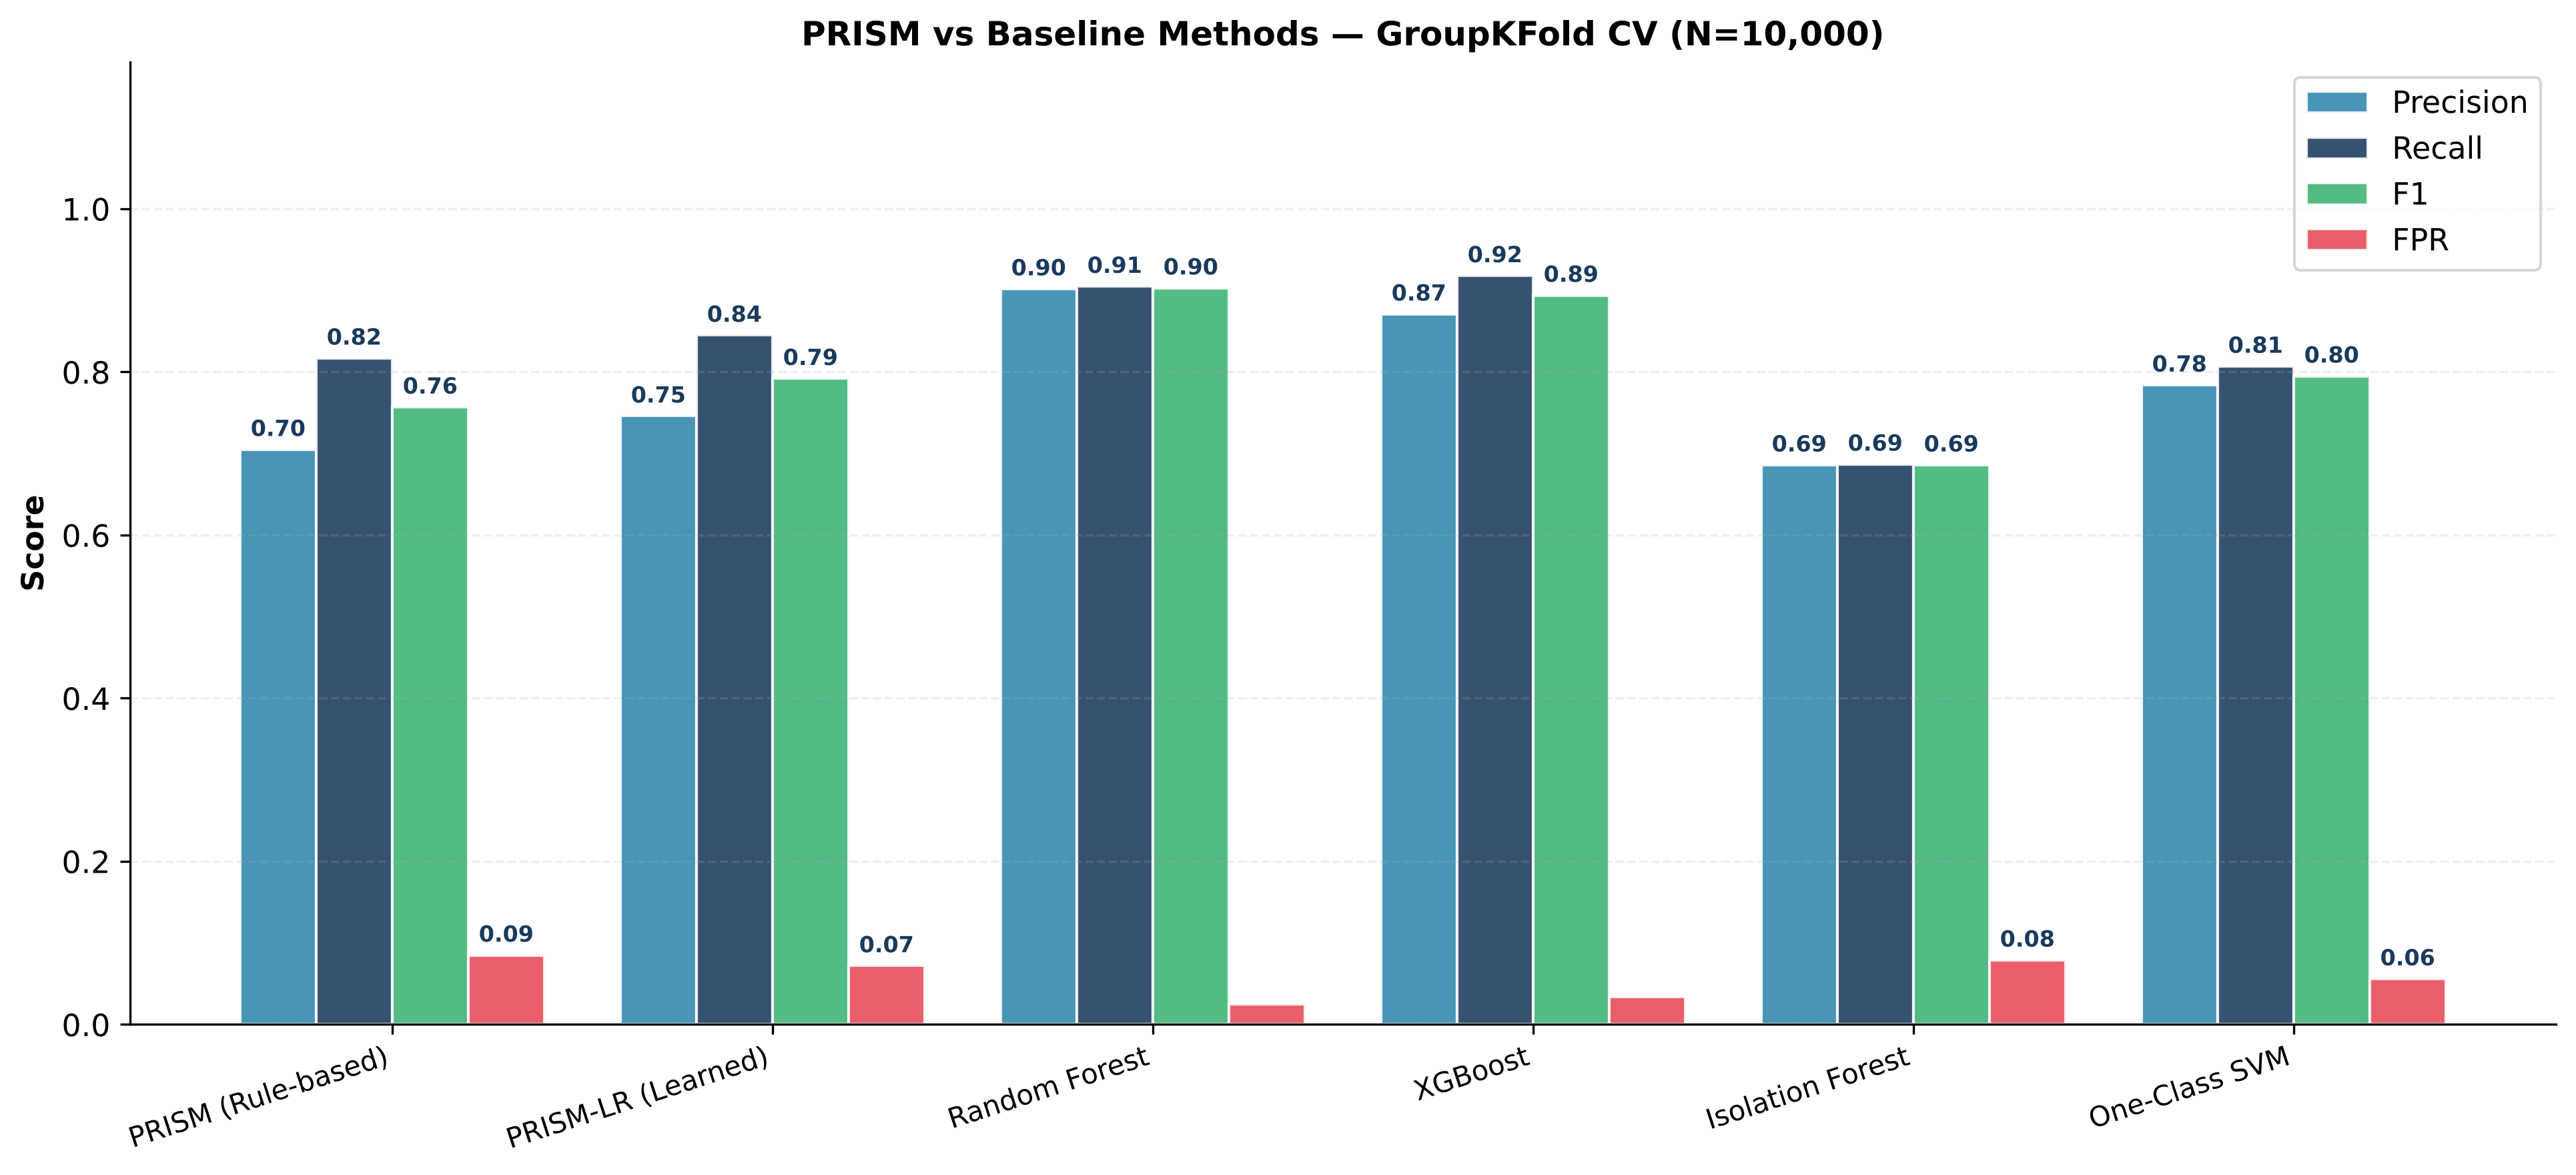 PRISM vs Baseline Methods — GroupKFold CV (N=10,000)
Precision
Recall
F1
FPR
Score
1.0
0.8
0.6
0.4
0.2
0.0
0.70
0.82
0.76
0.09
0.75
0.84
0.79
0.07
0.90
0.91
0.90
0.87
0.92
0.89
0.69
0.69
0.69
0.08
0.78
0.81
0.80
0.06
PRISM (Rule-based)
PRISM-LR (Learned)
Random Forest
XGBoost
Isolation Forest
One-Class SVM